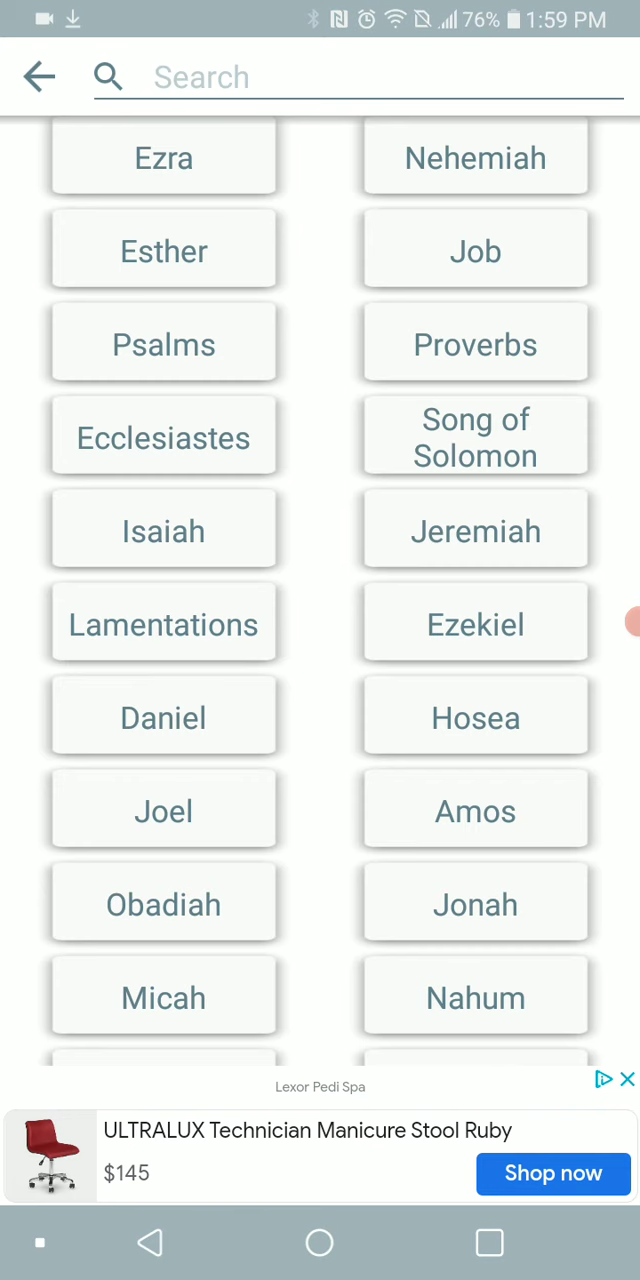 76% 1:59 PM
Search
Ezra
Nehemiah
Esther
Job
Psalms
Proverbs
Ecclesiastes
Song of
Solomon
Isaiah
Jeremiah
Lamentations
Ezekiel
Daniel
Hosea
Joel
Amos
Obadiah
Jonah
Micah
Nahum
Lexor Pedi Spa
ULTRALUX Technician Manicure Stool Ruby
$145
Shop now